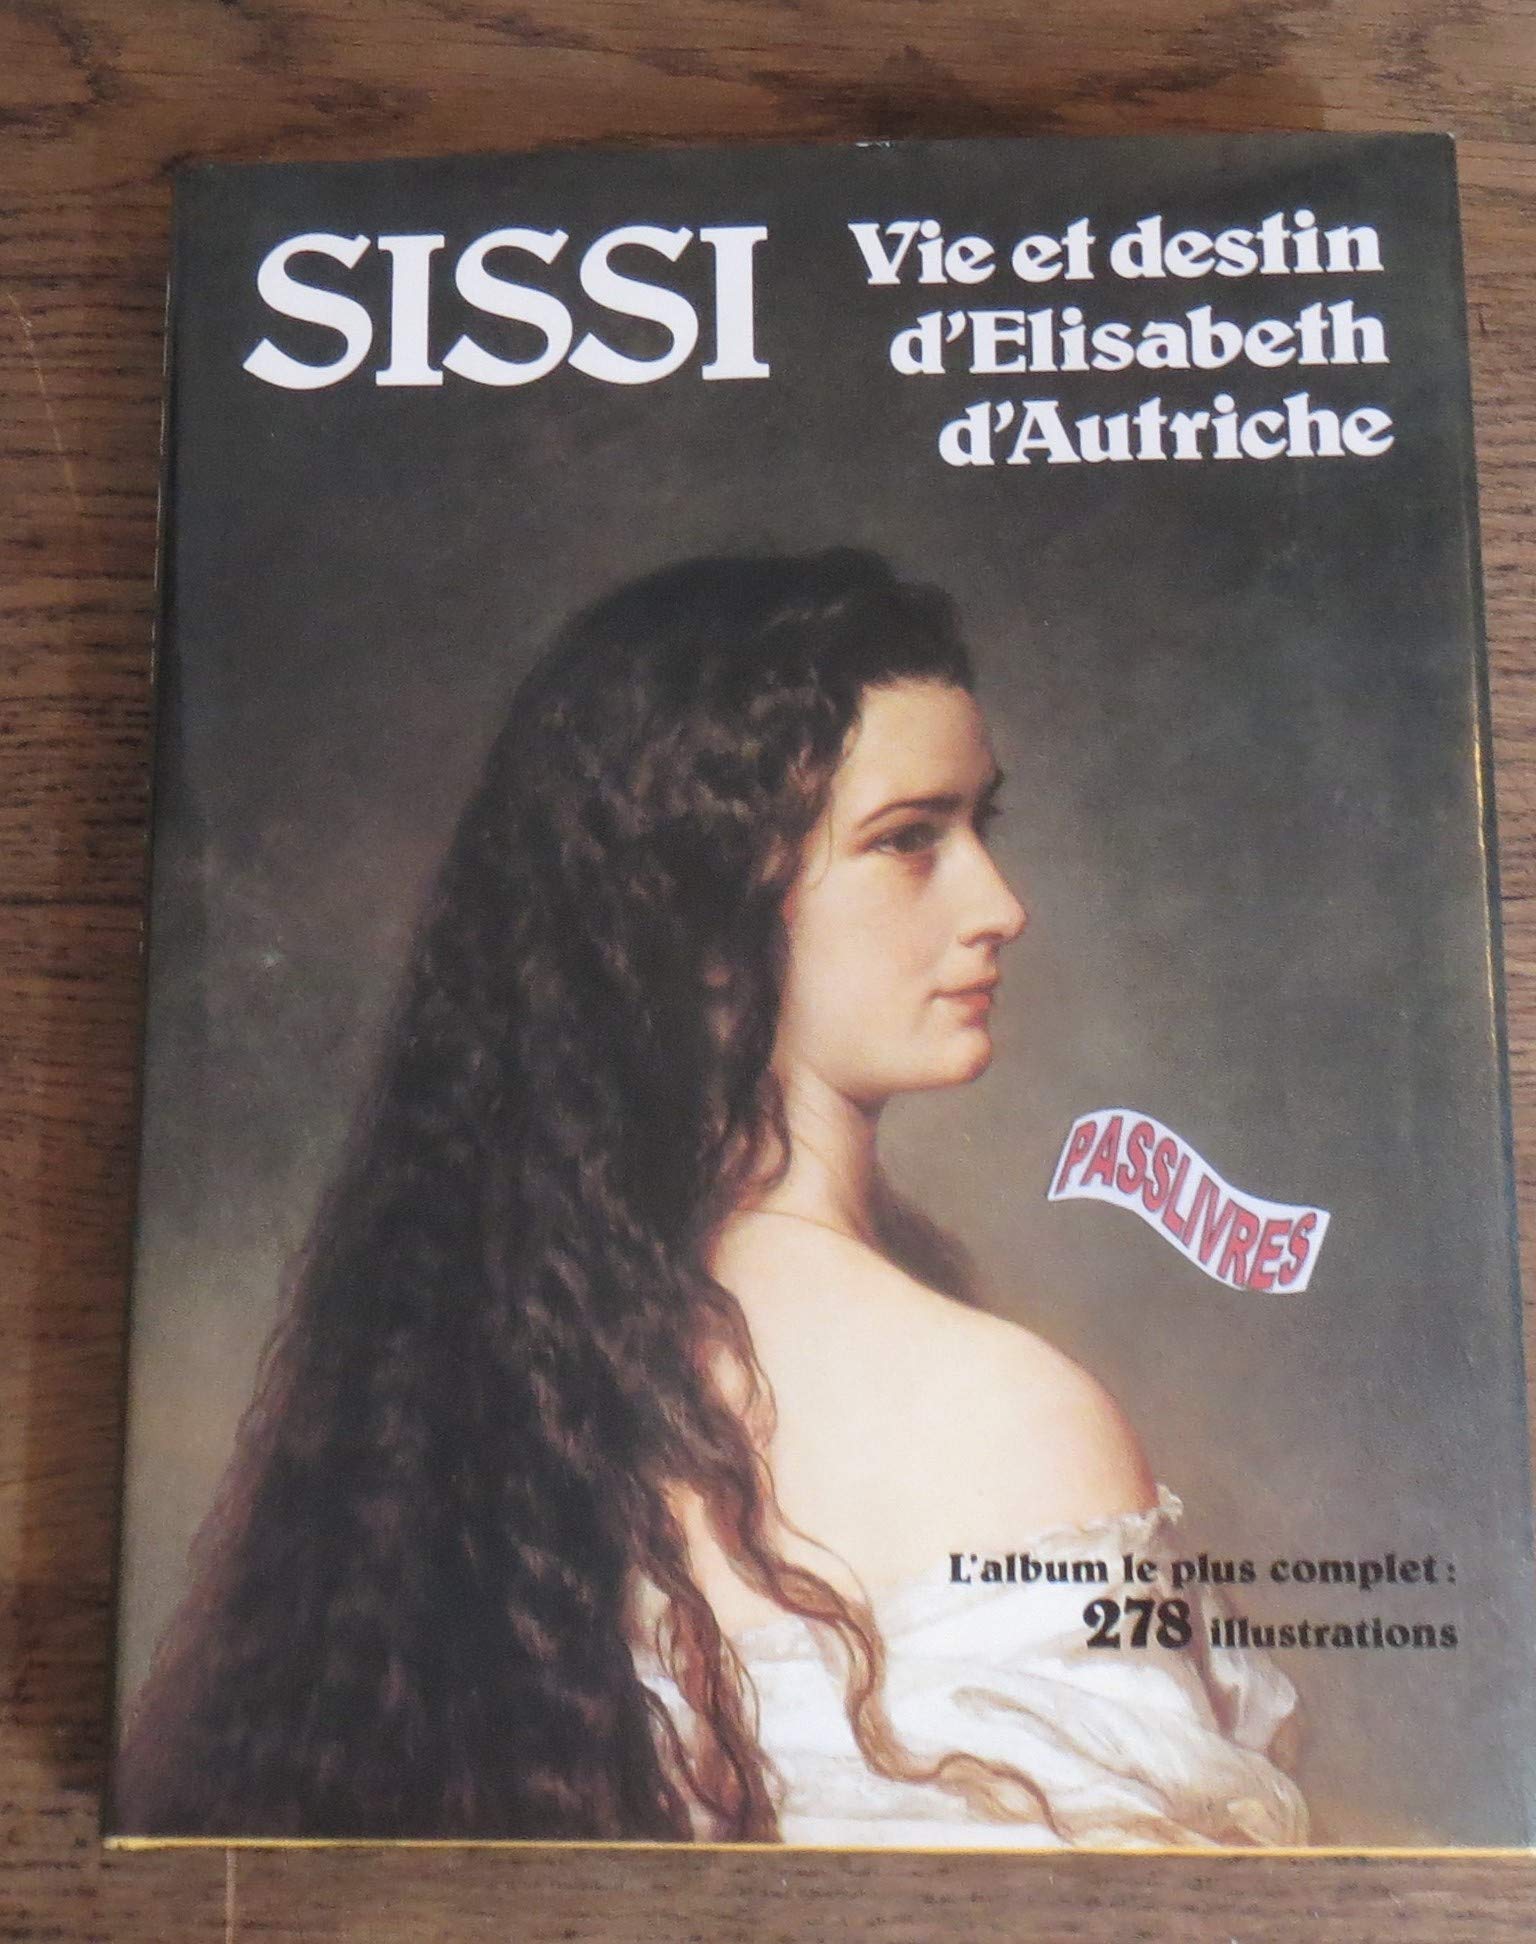 SISSI
Vie et destin
d'Elisabeth
d'Autriche
PASSLIVRES
L'album le plus complet :
278 illustrations